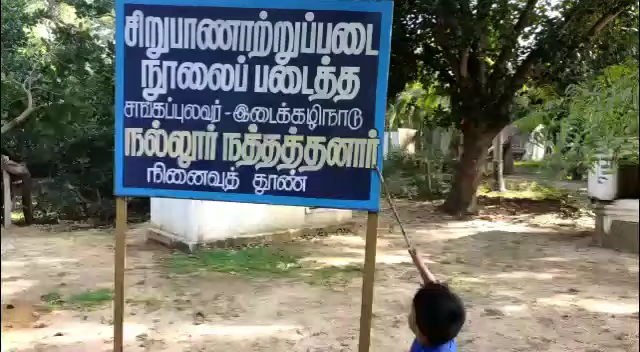 சிறுபாணாற்றுப்படை
நூலைப் படைத்த
சங்கப்புலவர் - இடைக்கழிநாடு
நல்லூர் நத்தத்தனார்
நினைவுத் தூண்